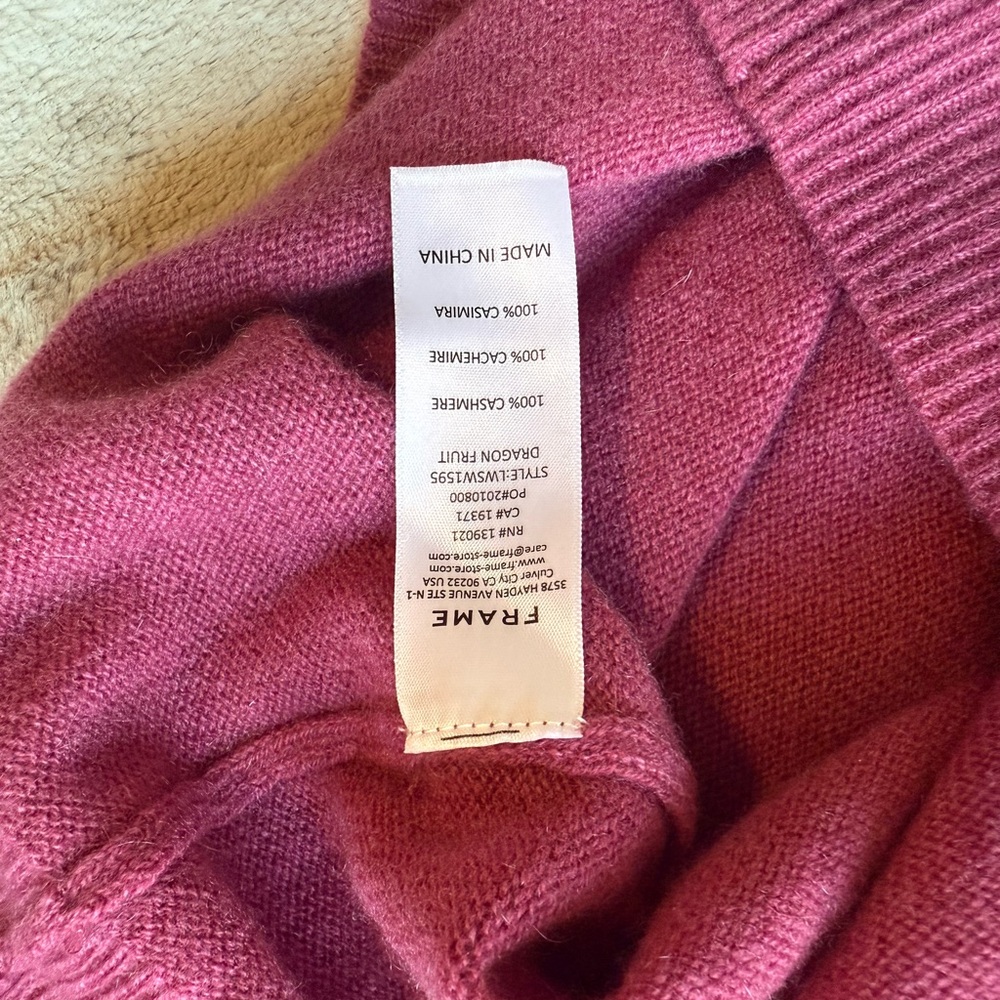 FRAME
3578 HAYDEN AVENUE STE N-1
Culver City CA 90232 USA
www.frame-store.com
care@frame-store.com
RN# 139021
CA# 19371
PO#2010800
STYLE:LWSW1595
DRAGON FRUIT
100% CASHMERE
100% CACHEMIRE
100% CASIMIRA
MADE IN CHINA